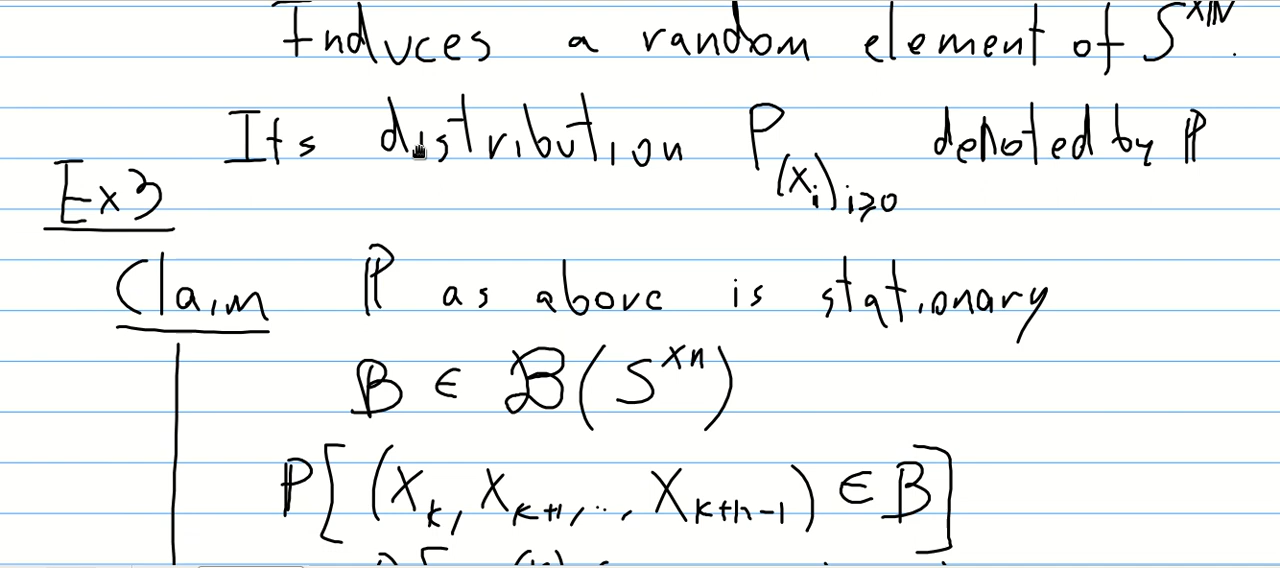 Induces a random element of S^{×ℕ}.
Its distribution P_{(X_i)_{i≥0}} denoted by ℙ
Ex3
Claim ℙ as above is stationary
B ∈ ℬ(S^{×n})
ℙ[(X_k, X_{k+1}, .., X_{k+n-1}) ∈ B]